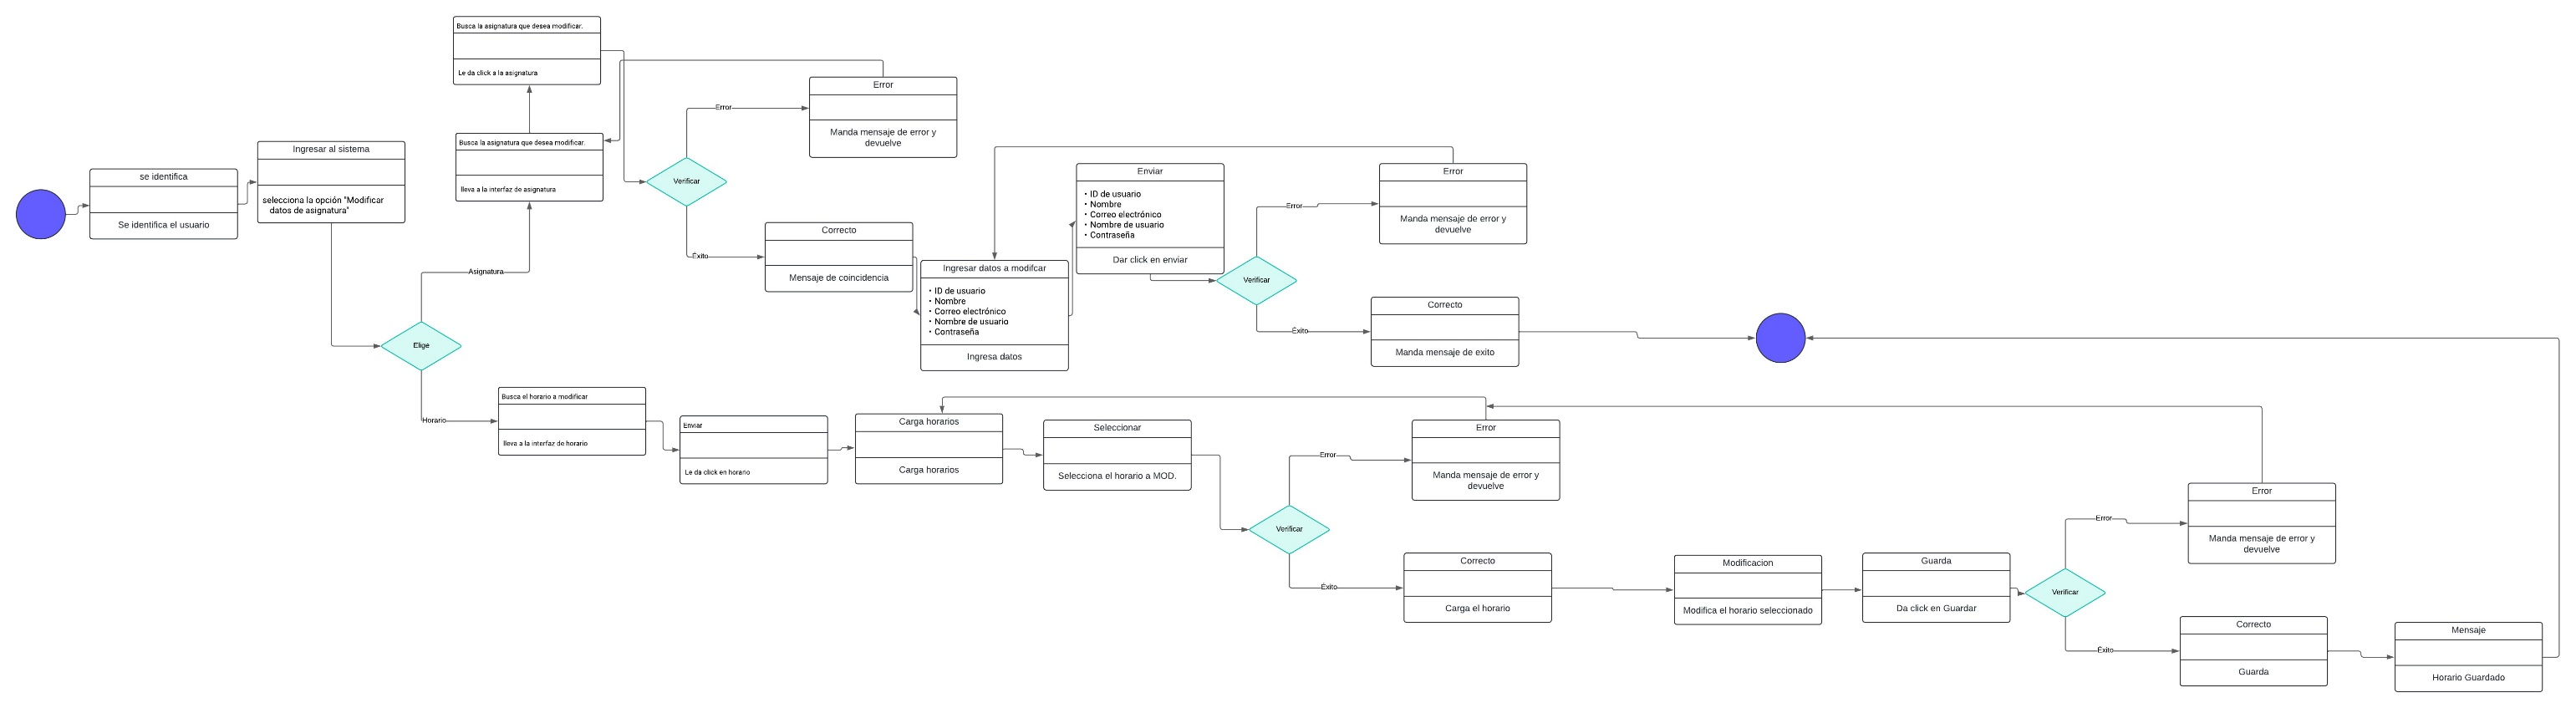 Busca la asignatura que desea modificar.
Le da click a la asignatura
Error
Manda mensaje de error y
devuelve
Error
Busca la asignatura que desea modificar.
lleva a la interfaz de asignatura
Verificar
Ingresar al sistema
selecciona la opción "Modificar
datos de asignatura"
se identifica
Se identifica el usuario
Éxito
Correcto
Mensaje de coincidencia
Asignatura
Elige
Ingresar datos a modifcar
• ID de usuario
• Nombre
• Correo electrónico
• Nombre de usuario
• Contraseña
Ingresa datos
Enviar
• ID de usuario
• Nombre
• Correo electrónico
• Nombre de usuario
• Contraseña
Dar click en enviar
Verificar
Error
Error
Manda mensaje de error y
devuelve
Éxito
Correcto
Manda mensaje de exito
Horario
Busca el horario a modificar
lleva a la interfaz de horario
Enviar
Le da click en horario
Carga horarios
Carga horarios
Seleccionar
Selecciona el horario a MOD.
Verificar
Error
Error
Manda mensaje de error y
devuelve
Éxito
Correcto
Carga el horario
Modificacion
Modifica el horario seleccionado
Guarda
Da click en Guardar
Verificar
Error
Error
Manda mensaje de error y
devuelve
Éxito
Correcto
Guarda
Mensaje
Horario Guardado